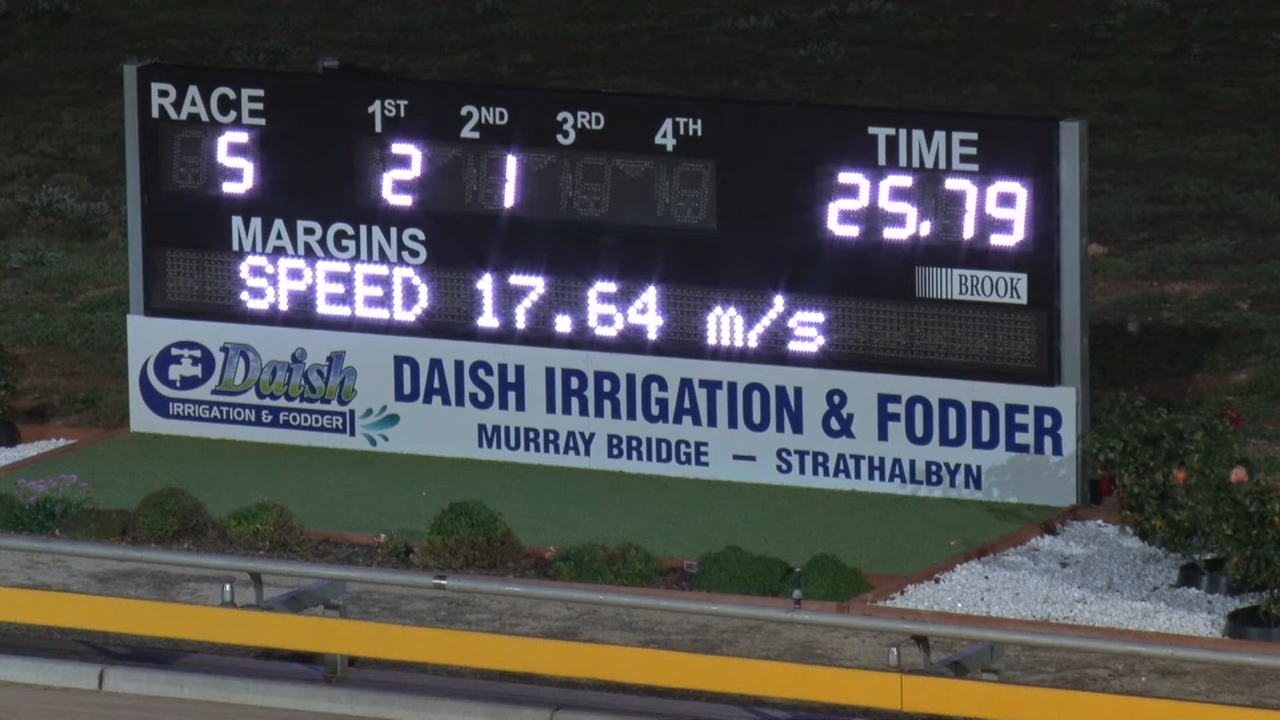 RACE 1ST 2ND 3RD 4TH TIME
5 2 1 25.79
MARGINS
SPEED 17.64 m/s
BROOK
Daish
IRRIGATION & FODDER
DAISH IRRIGATION & FODDER
MURRAY BRIDGE – STRATHALBYN